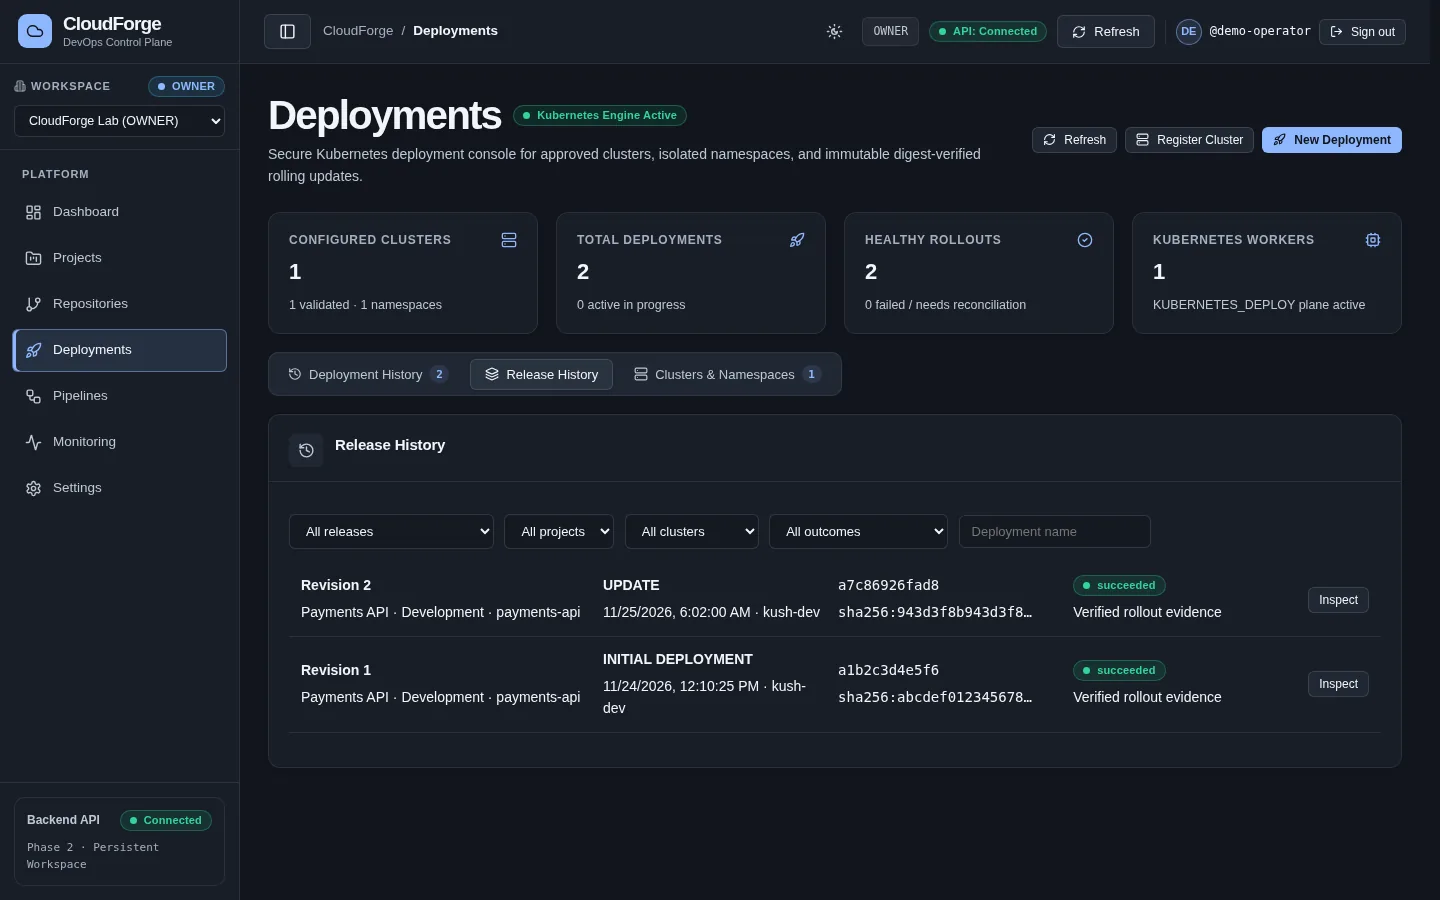 CloudForge
DevOps Control Plane
WORKSPACE
OWNER
CloudForge Lab (OWNER)
PLATFORM
Dashboard
Projects
Repositories
Deployments
Pipelines
Monitoring
Settings
Backend API
Connected
Phase 2 · Persistent
Workspace
CloudForge / Deployments
OWNER
API: Connected
Refresh
DE
@demo-operator
Sign out
Deployments
Kubernetes Engine Active
Secure Kubernetes deployment console for approved clusters, isolated namespaces, and immutable digest-verified
rolling updates.
Refresh
Register Cluster
New Deployment
CONFIGURED CLUSTERS
1
1 validated · 1 namespaces
TOTAL DEPLOYMENTS
2
0 active in progress
HEALTHY ROLLOUTS
2
0 failed / needs reconciliation
KUBERNETES WORKERS
1
KUBERNETES_DEPLOY plane active
Deployment History 2
Release History
Clusters & Namespaces 1
Release History
All releases
All projects
All clusters
All outcomes
Deployment name
Revision 2
Payments API · Development · payments-api
UPDATE
11/25/2026, 6:02:00 AM · kush-dev
a7c86926fad8
sha256:943d3f8b943d3f8…
succeeded
Verified rollout evidence
Inspect
Revision 1
Payments API · Development · payments-api
INITIAL DEPLOYMENT
11/24/2026, 12:10:25 PM · kush-
dev
a1b2c3d4e5f6
sha256:abcdef012345678…
succeeded
Verified rollout evidence
Inspect